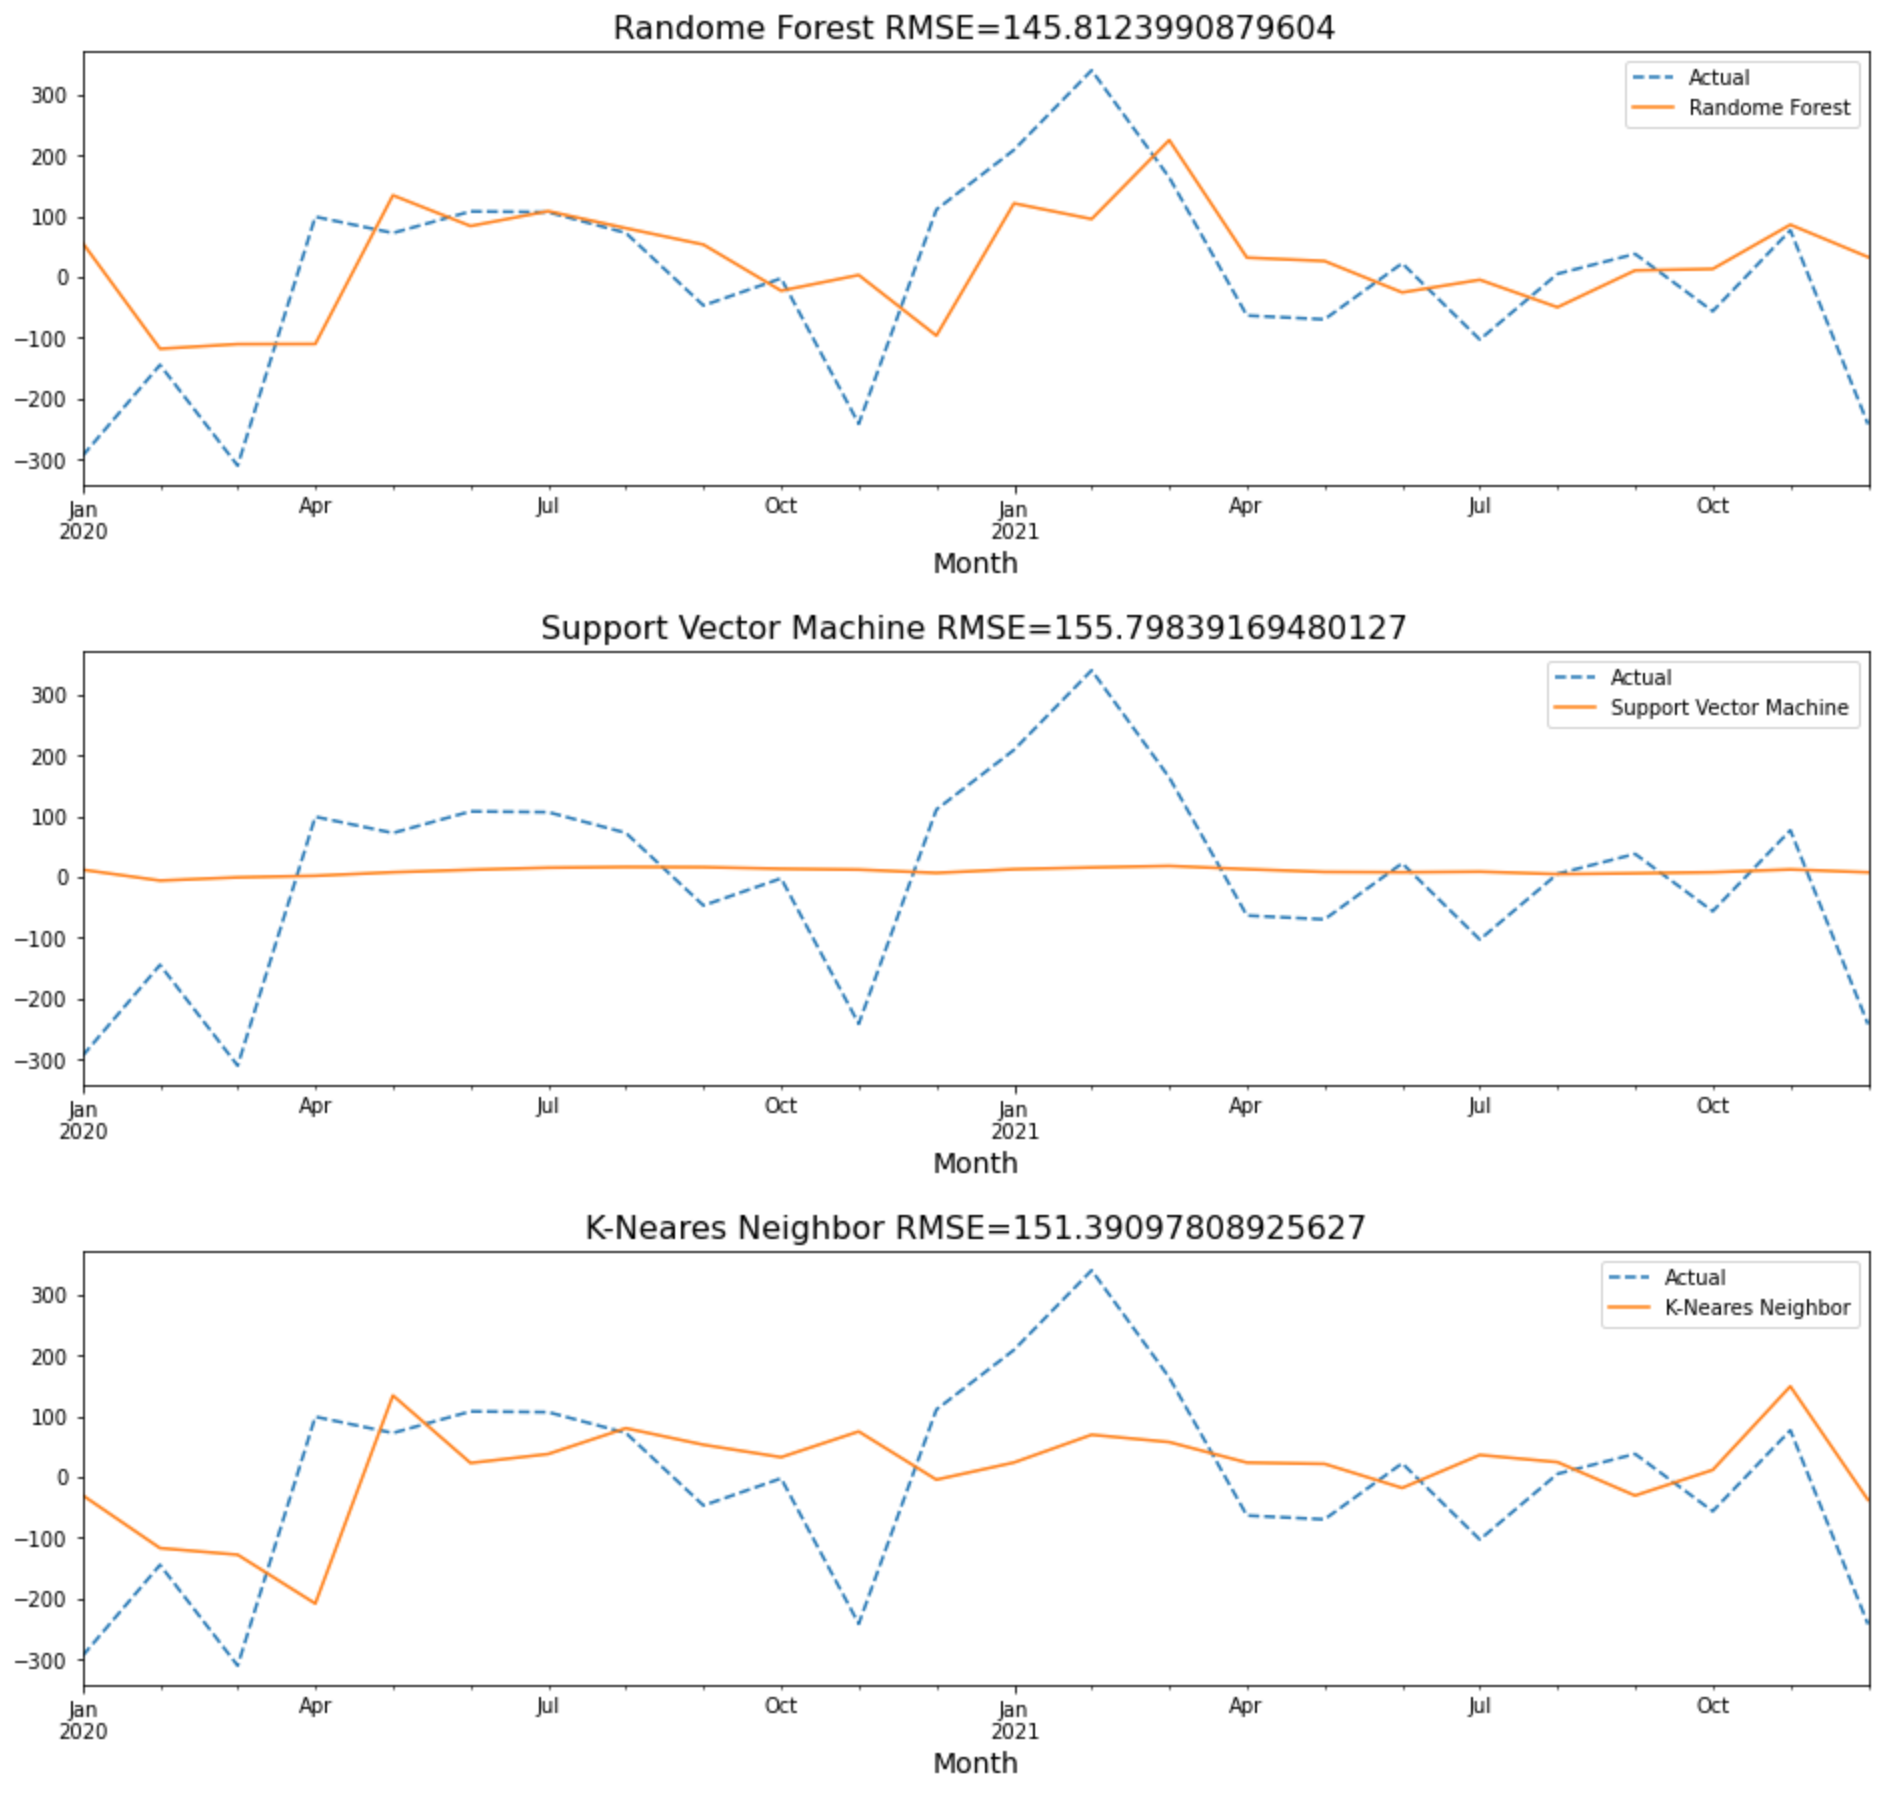 Randome Forest RMSE=145.8123990879604
Actual
Randome Forest
300
200
100
0
−100
−200
−300
Jan Apr Jul Oct Jan Apr Jul Oct
2020 2021
Month
Support Vector Machine RMSE=155.79839169480127
Actual
Support Vector Machine
300
200
100
0
−100
−200
−300
Jan Apr Jul Oct Jan Apr Jul Oct
2020 2021
Month
K-Neares Neighbor RMSE=151.39097808925627
Actual
K-Neares Neighbor
300
200
100
0
−100
−200
−300
Jan Apr Jul Oct Jan Apr Jul Oct
2020 2021
Month